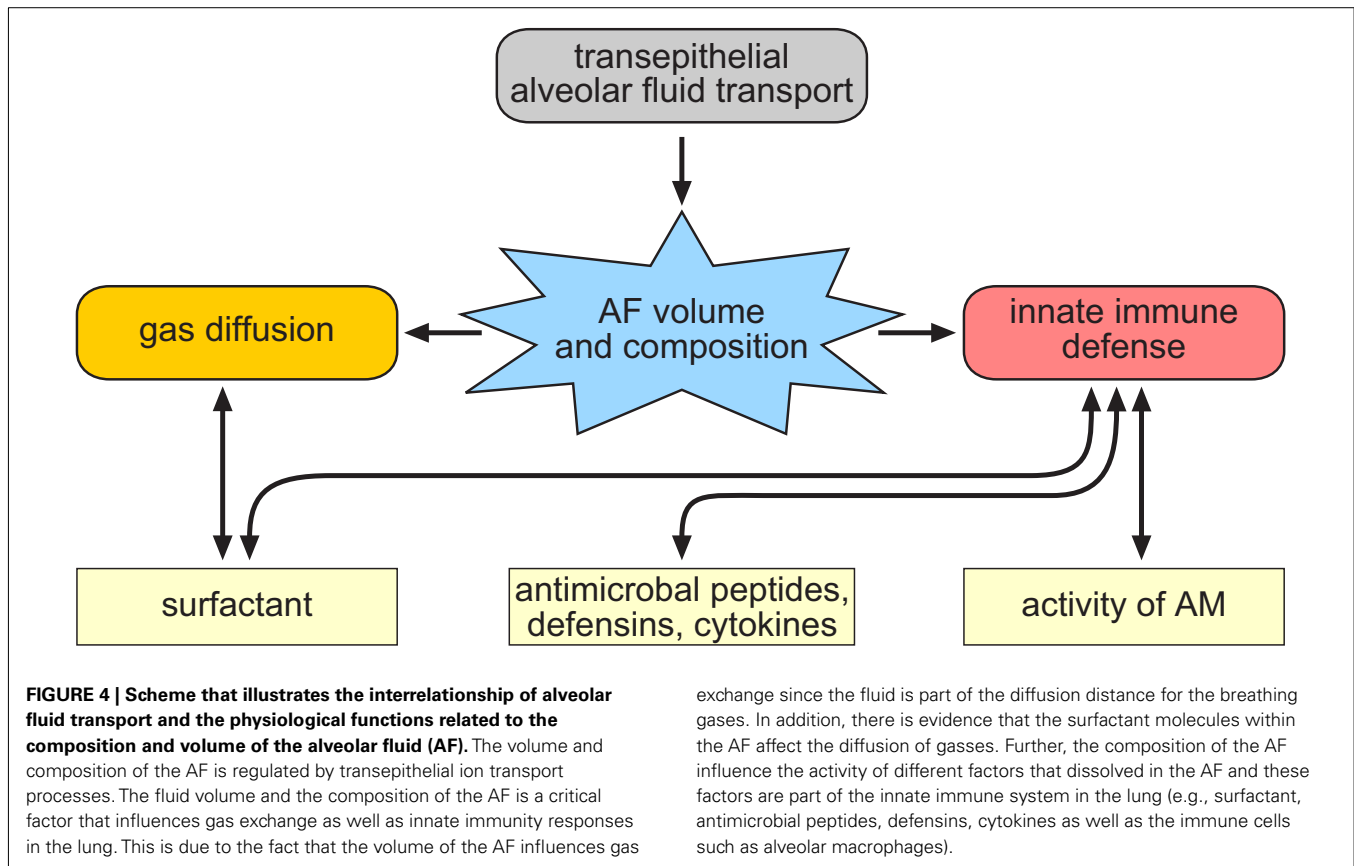 transepithelial
alveolar fluid transport
gas diffusion
AF volume
and composition
innate immune
defense
surfactant
antimicrobial peptides,
defensins, cytokines
activity of AM
FIGURE 4 | Scheme that illustrates the interrelationship of alveolar
fluid transport and the physiological functions related to the
composition and volume of the alveolar fluid (AF). The volume and
composition of the AF is regulated by transepithelial ion transport
processes. The fluid volume and the composition of the AF is a critical
factor that influences gas exchange as well as innate immunity responses
in the lung. This is due to the fact that the volume of the AF influences gas
exchange since the fluid is part of the diffusion distance for the breathing
gases. In addition, there is evidence that the surfactant molecules within
the AF affect the diffusion of gasses. Further, the composition of the AF
influence the activity of different factors that dissolved in the AF and these
factors are part of the innate immune system in the lung (e.g., surfactant,
antimicrobial peptides, defensins, cytokines as well as the immune cells
such as alveolar macrophages).